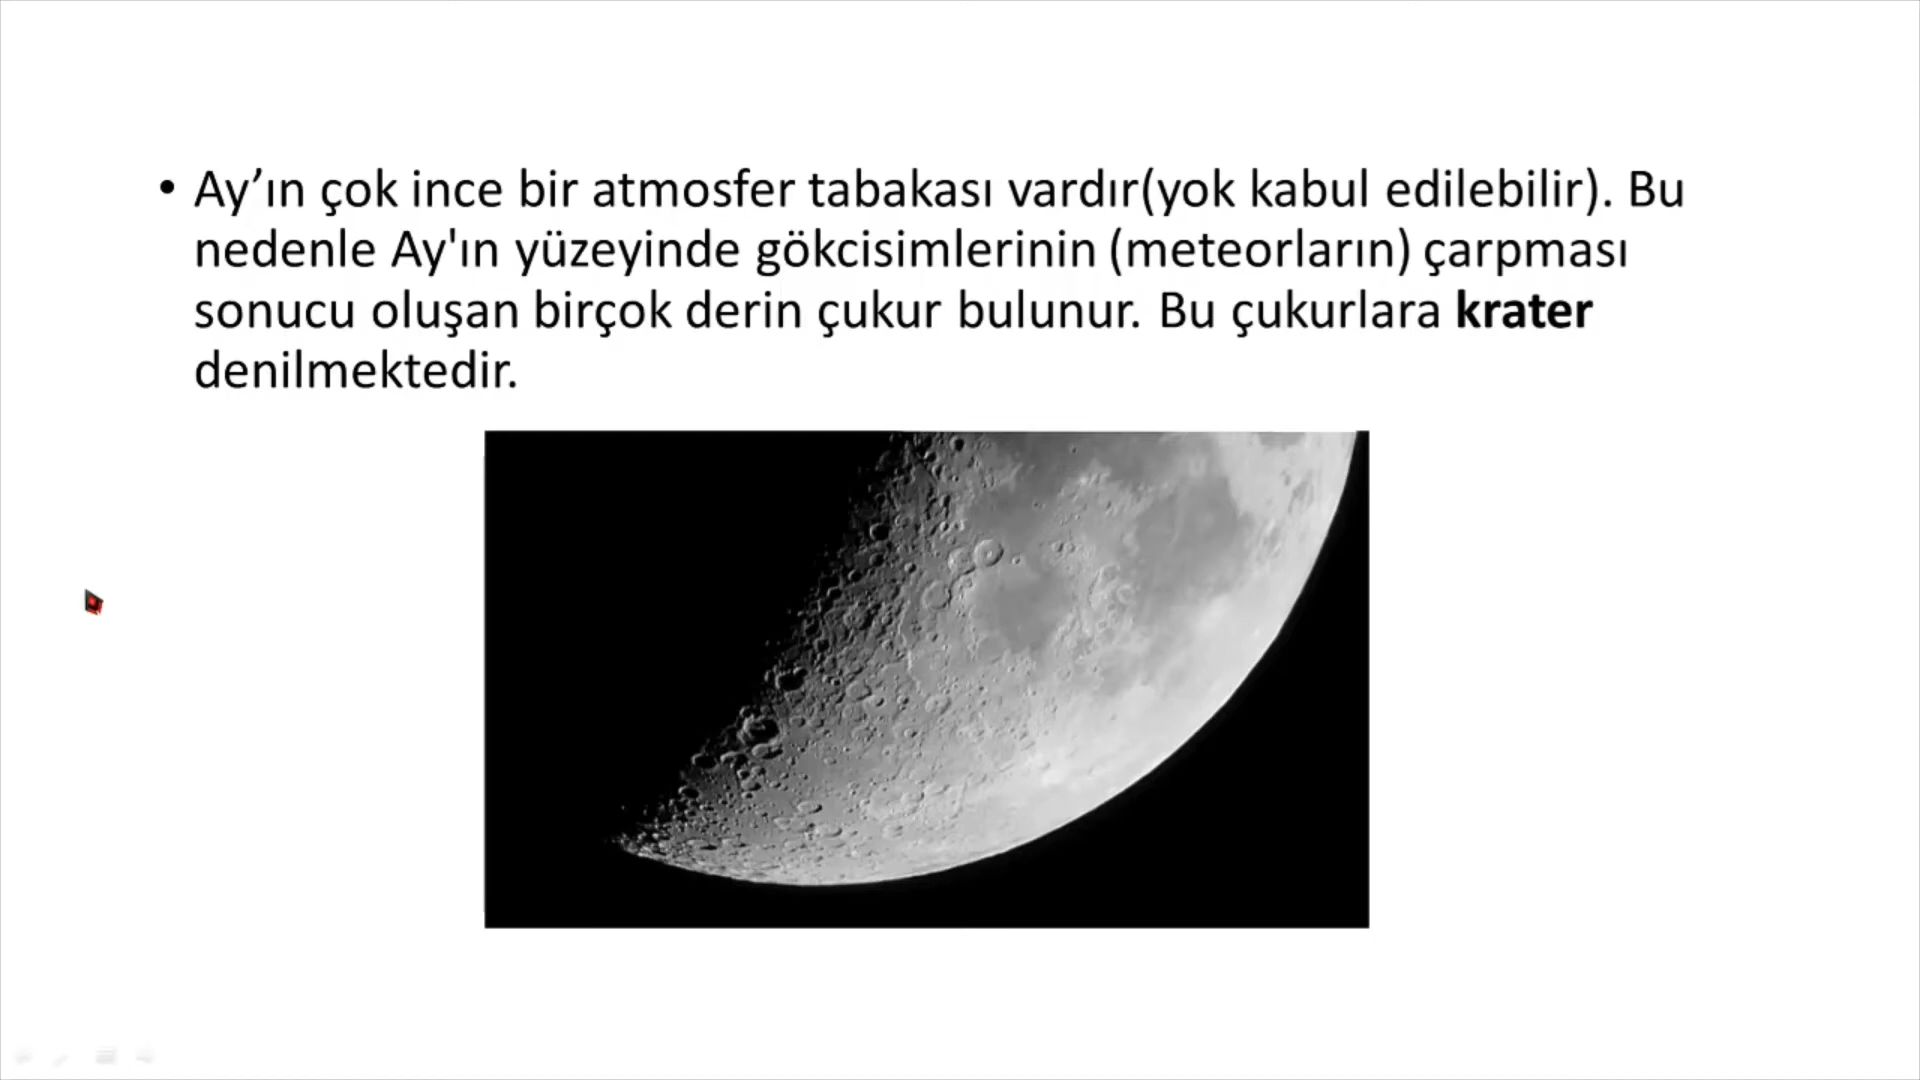 • Ay’ın çok ince bir atmosfer tabakası vardır(yok kabul edilebilir). Bu
nedenle Ay'ın yüzeyinde gökcisimlerinin (meteorların) çarpması
sonucu oluşan birçok derin çukur bulunur. Bu çukurlara krater
denilmektedir.